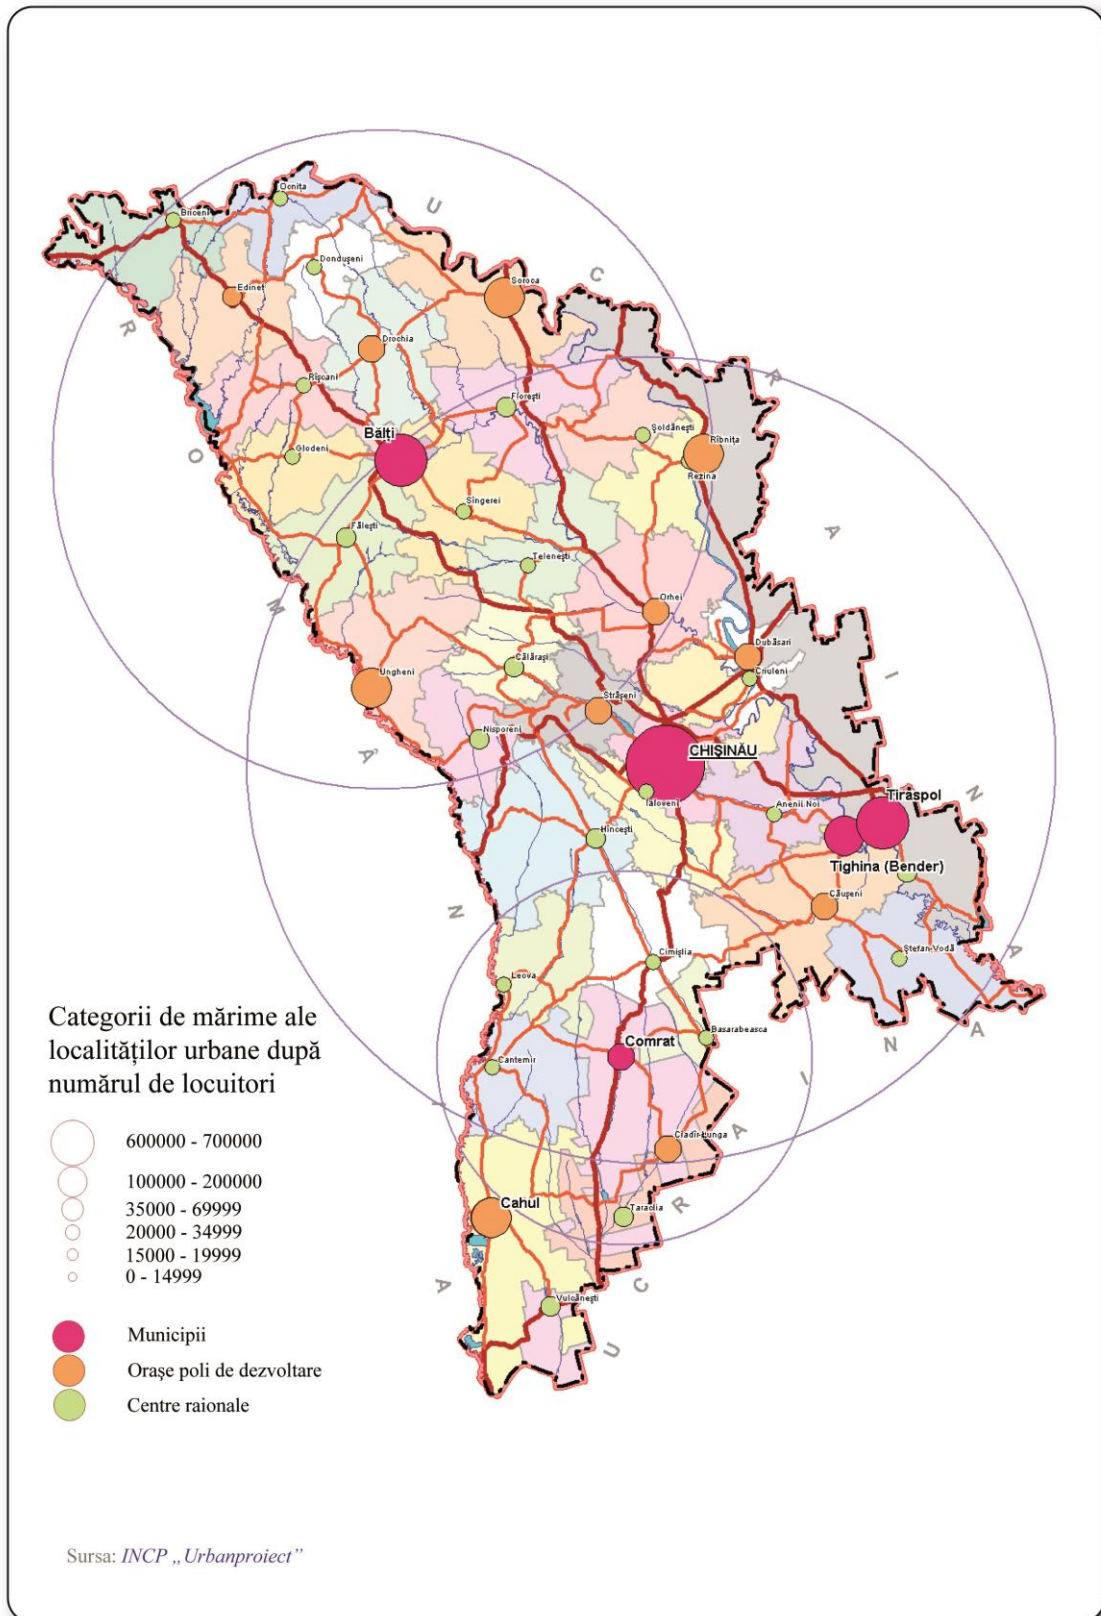 U
C
R
A
I
N
A
R
O
M
Â
N
I
A
U
C
R
A
I
N
A
Ocnița
Briceni
Dondușeni
Edineț
Soroca
Drochia
Rîșcani
Florești
Bălți
Șoldănești
Rîbnița
Glodeni
Rezina
Sîngerei
Fălești
Telenești
Orhei
Dubăsari
Călărași
Criuleni
Ungheni
Strășeni
Nisporeni
CHIȘINĂU
Ialoveni
Tiraspol
Anenii Noi
Hîncești
Tighina (Bender)
Căușeni
Ștefan-Vodă
Cimișlia
Leova
Basarabeasca
Comrat
Cantemir
Ciadîr-Lunga
Cahul
Taraclia
Vulcănești
Categorii de mărime ale
localităților urbane după
numărul de locuitori
600000 - 700000
100000 - 200000
35000 - 69999
20000 - 34999
15000 - 19999
0 - 14999
Municipii
Orașe poli de dezvoltare
Centre raionale
Sursa: INCP „Urbanproiect”